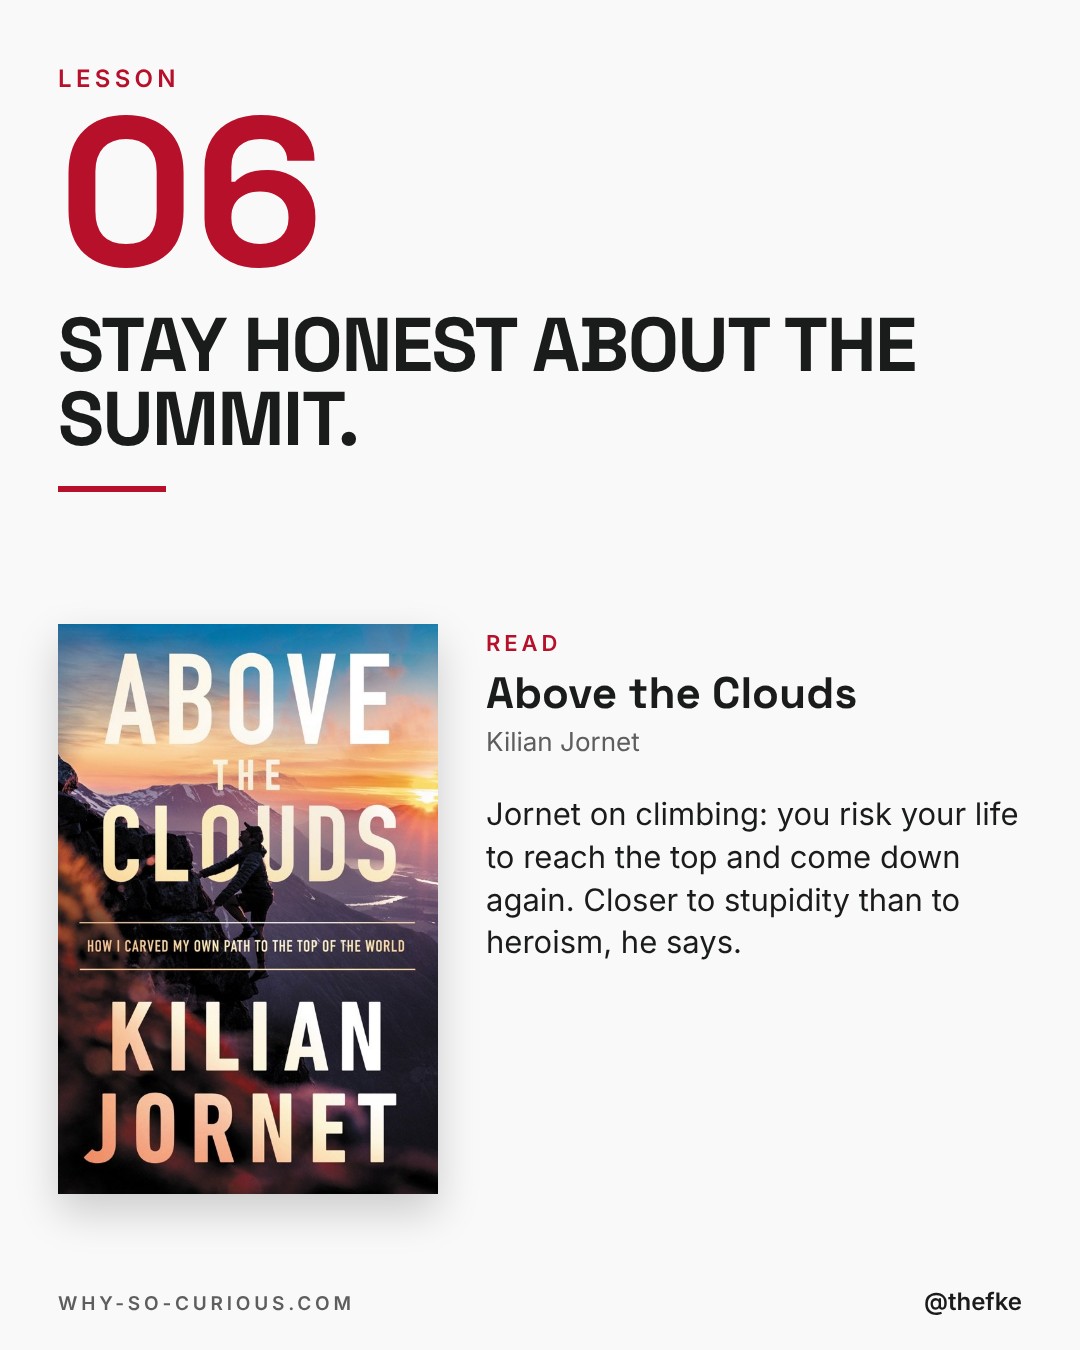 LESSON
06
STAY HONEST ABOUT THE
SUMMIT.
ABOVE
THE
CLOUDS
HOW I CARVED MY OWN PATH TO THE TOP OF THE WORLD
KILIAN
JORNET
READ
Above the Clouds
Kilian Jornet
Jornet on climbing: you risk your life
to reach the top and come down
again. Closer to stupidity than to
heroism, he says.
WHY-SO-CURIOUS.COM
@thefke